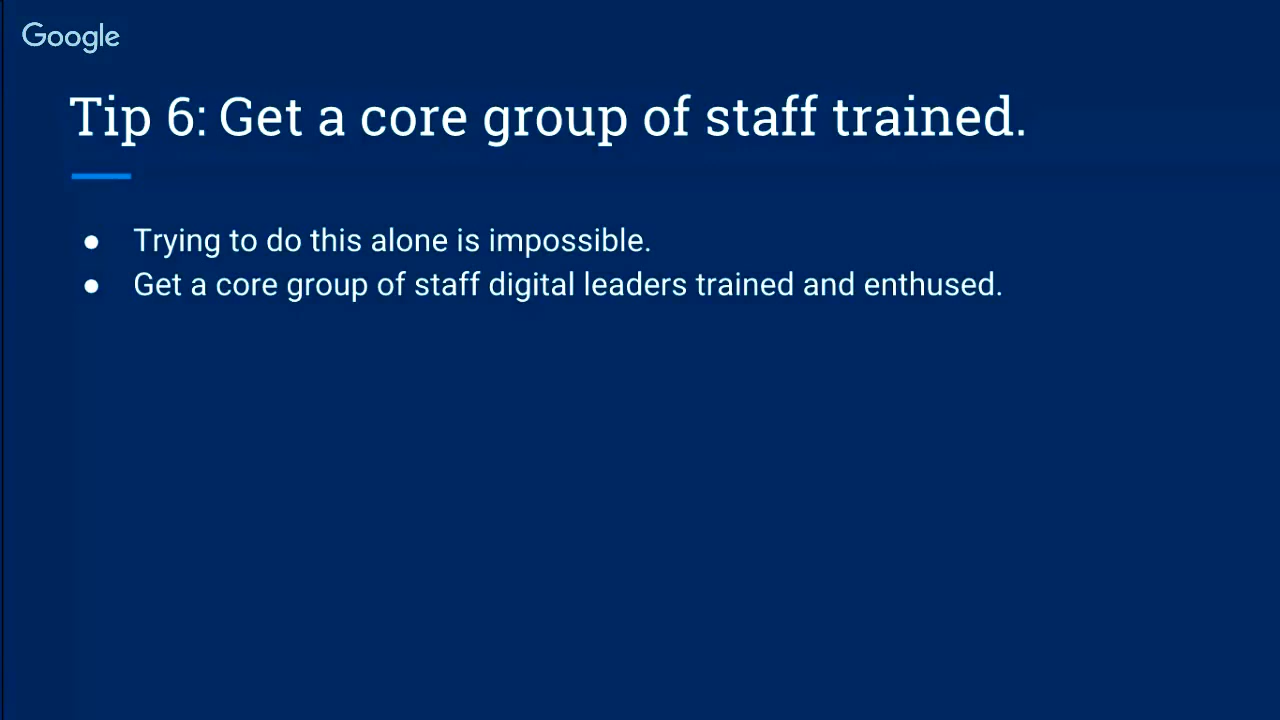 Google
Tip 6: Get a core group of staff trained.
● Trying to do this alone is impossible.
● Get a core group of staff digital leaders trained and enthused.